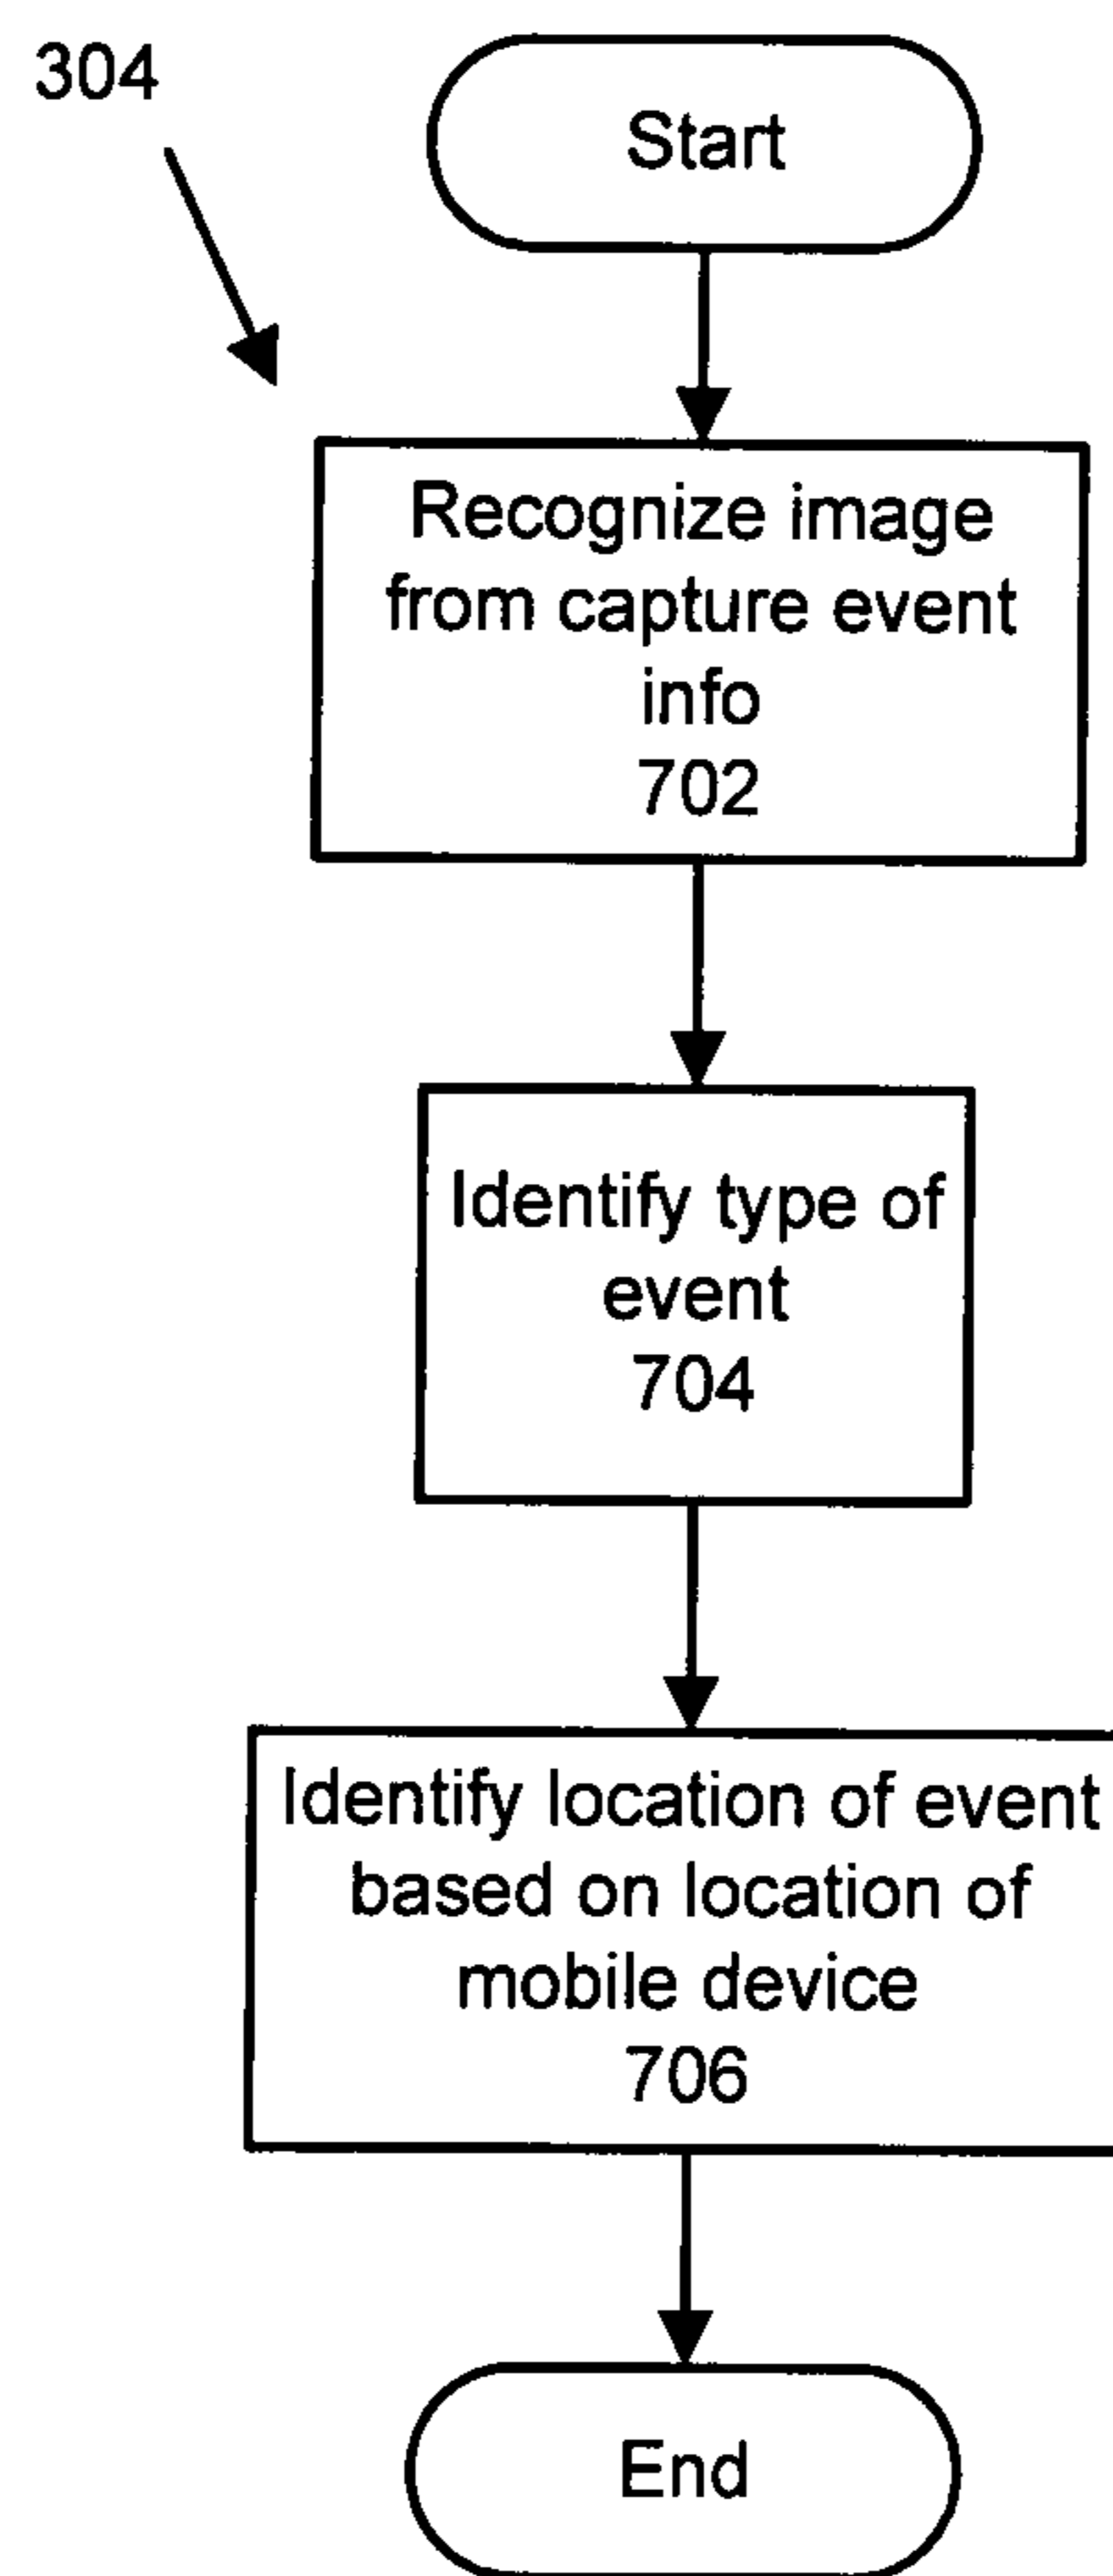 304
Start
Recognize image
from capture event
info
702
Identify type of
event
704
Identify location of event
based on location of
mobile device
706
End